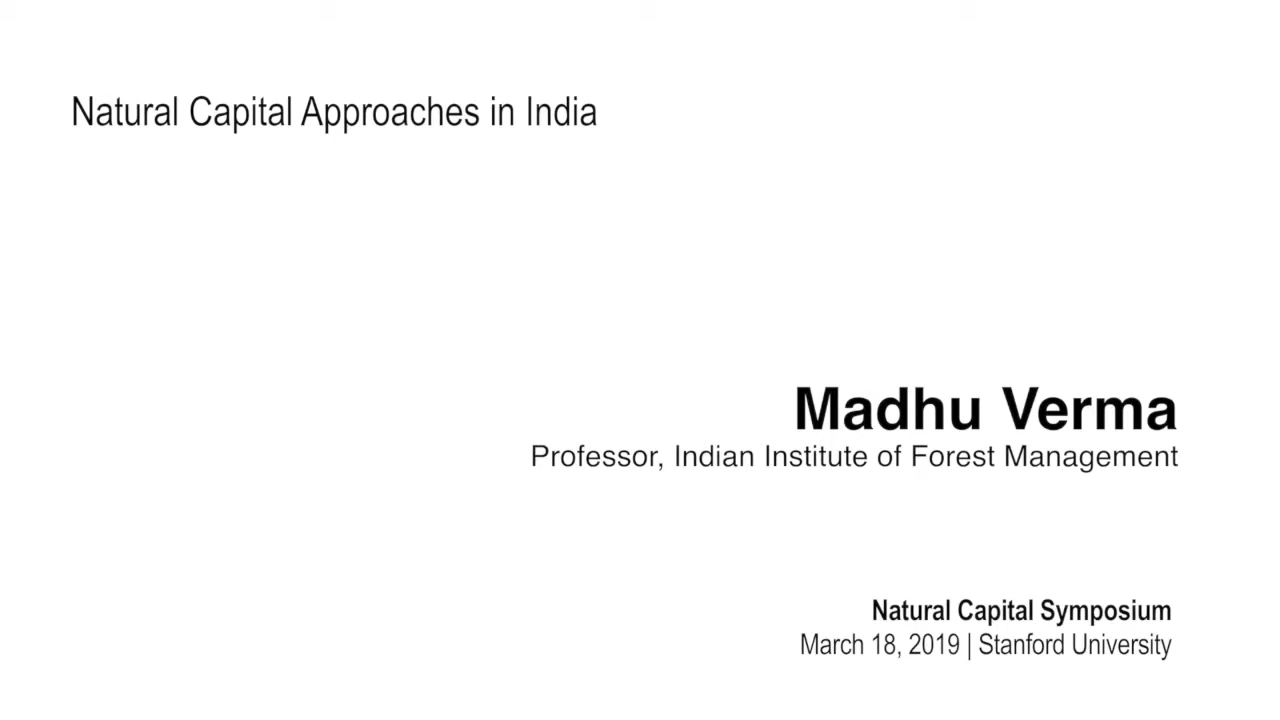 Natural Capital Approaches in India
Madhu Verma
Professor, Indian Institute of Forest Management
Natural Capital Symposium
March 18, 2019 | Stanford University